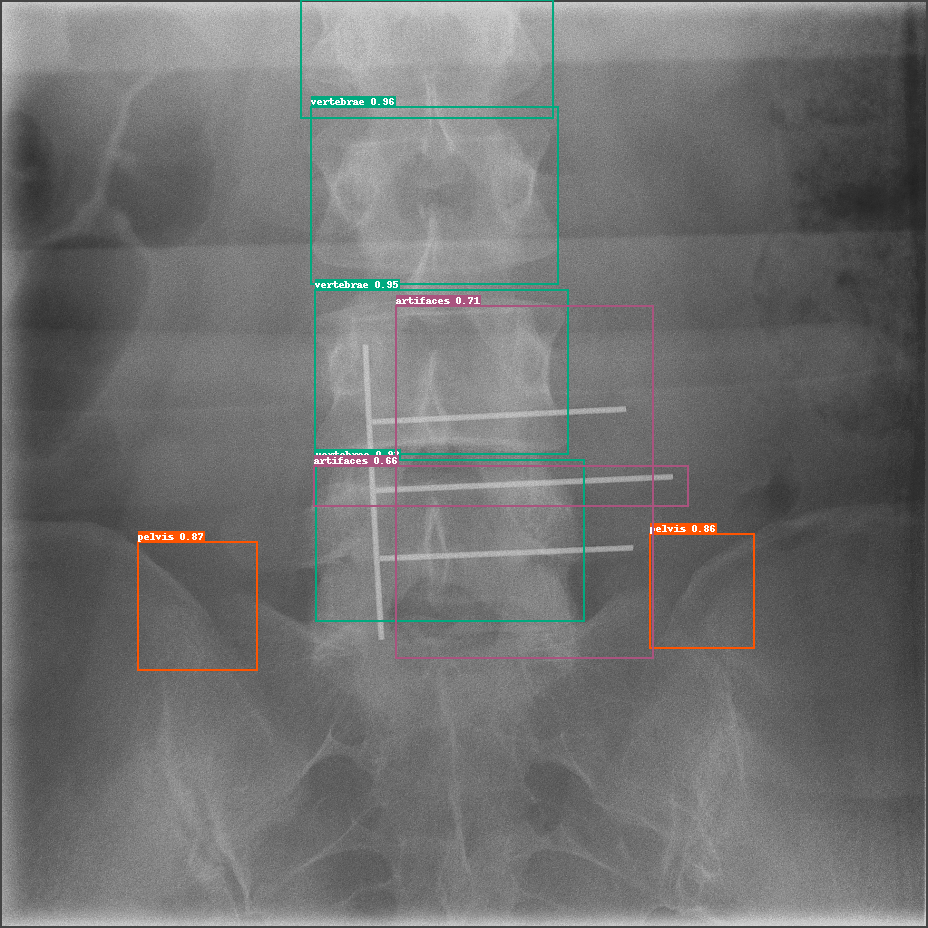 vertebrae 0.96
vertebrae 0.95
artifaces 0.71
artifaces 0.66
pelvis 0.86
pelvis 0.87